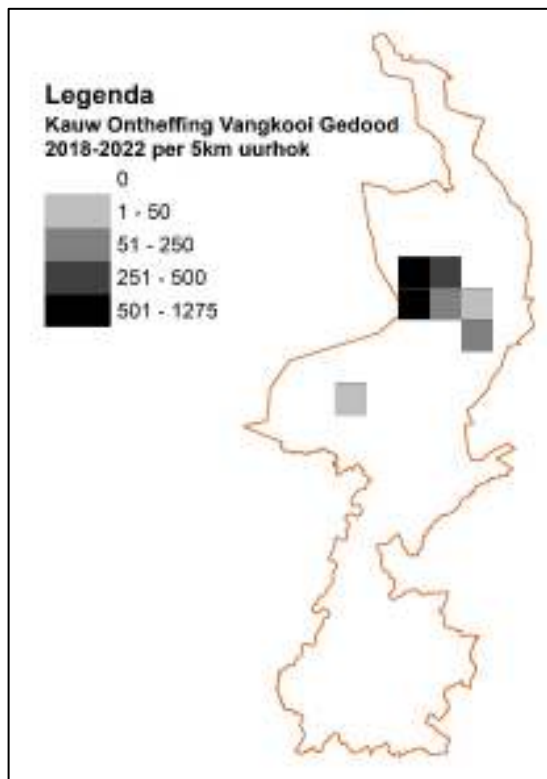 Legenda
Kauw Ontheffing Vangkooi Gedood
2018-2022 per 5km uurhok
0
1 - 50
51 - 250
251 - 500
501 - 1275